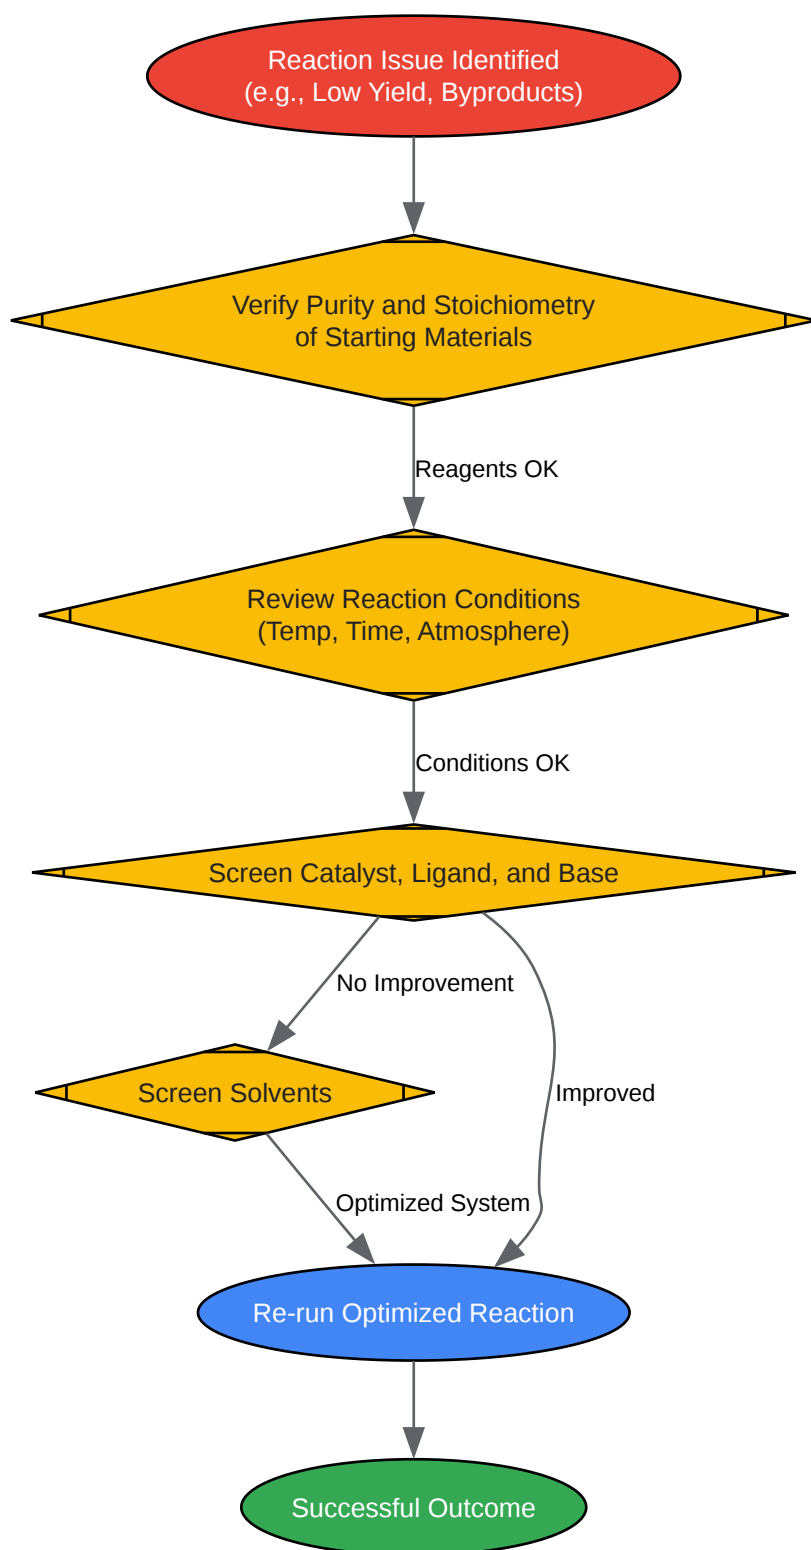 Reaction Issue Identified
(e.g., Low Yield, Byproducts)
Verify Purity and Stoichiometry
of Starting Materials
Reagents OK
Review Reaction Conditions
(Temp, Time, Atmosphere)
Conditions OK
Screen Catalyst, Ligand, and Base
No Improvement
Screen Solvents
Improved
Optimized System
Re-run Optimized Reaction
Successful Outcome